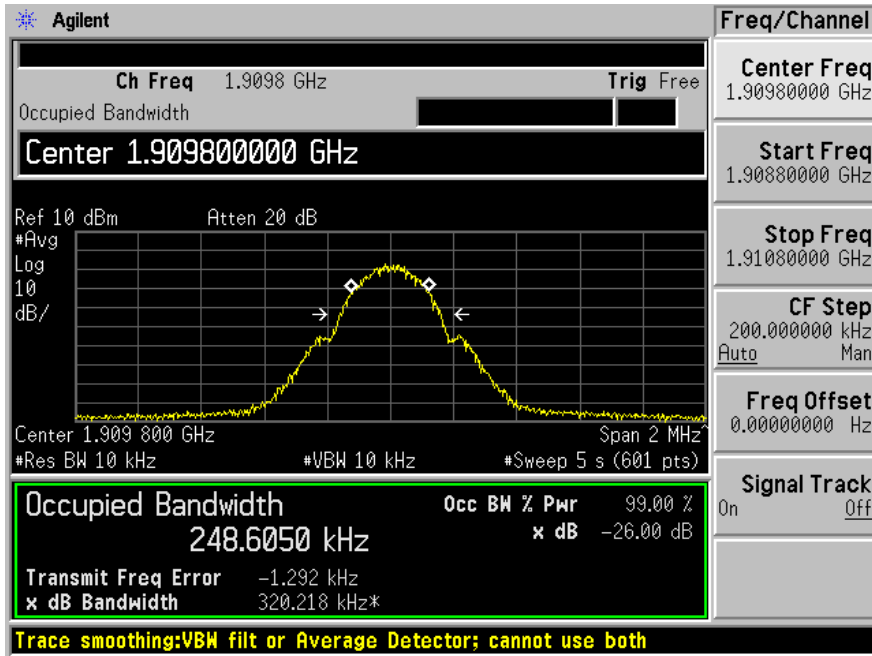 Agilent
Freq/Channel
Ch Freq 1.9098 GHz Trig Free
Occupied Bandwidth
Center 1.909800000 GHz
Ref 10 dBm Atten 20 dB
#Avg
Log
10
dB/
Center 1.909 800 GHz Span 2 MHz^
#Res BW 10 kHz #VBW 10 kHz #Sweep 5 s (601 pts)
Occupied Bandwidth
248.6050 kHz
Occ BW % Pwr 99.00 %
x dB -26.00 dB
Transmit Freq Error -1.292 kHz
x dB Bandwidth 320.218 kHz*
Trace smoothing:VBW filt or Average Detector; cannot use both
Center Freq
1.90980000 GHz
Start Freq
1.90880000 GHz
Stop Freq
1.91080000 GHz
CF Step
200.000000 kHz
Auto Man
Freq Offset
0.00000000 Hz
Signal Track
On Off